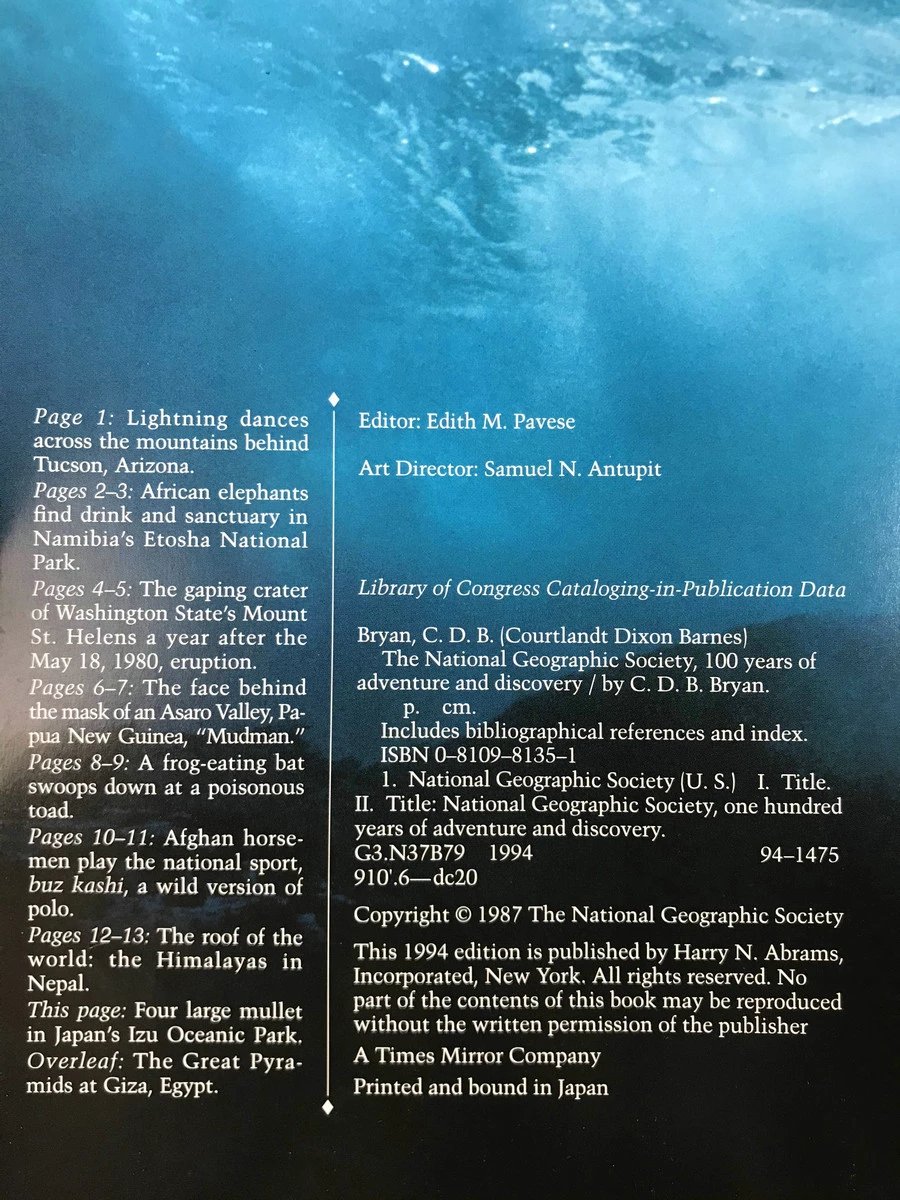 Page 1: Lightning dances
across the mountains behind
Tucson, Arizona.
Pages 2–3: African elephants
find drink and sanctuary in
Namibia's Etosha National
Park.
Pages 4–5: The gaping crater
of Washington State's Mount
St. Helens a year after the
May 18, 1980, eruption.
Pages 6–7: The face behind
the mask of an Asaro Valley, Pa-
pua New Guinea, “Mudman.”
Pages 8–9: A frog-eating bat
swoops down at a poisonous
toad.
Pages 10–11: Afghan horse-
men play the national sport,
buz kashi, a wild version of
polo.
Pages 12–13: The roof of the
world: the Himalayas in
Nepal.
This page: Four large mullet
in Japan's Izu Oceanic Park.
Overleaf: The Great Pyra-
mids at Giza, Egypt.
Editor: Edith M. Pavese
Art Director: Samuel N. Antupit
Library of Congress Cataloging-in-Publication Data
Bryan, C. D. B. (Courtlandt Dixon Barnes)
The National Geographic Society, 100 years of
adventure and discovery / by C. D. B. Bryan.
p. cm.
Includes bibliographical references and index.
ISBN 0–8109–8135–1
1. National Geographic Society (U. S.) I. Title.
II. Title: National Geographic Society, one hundred
years of adventure and discovery.
G3.N37B79 1994 94–1475
910'.6—dc20
Copyright © 1987 The National Geographic Society
This 1994 edition is published by Harry N. Abrams,
Incorporated, New York. All rights reserved. No
part of the contents of this book may be reproduced
without the written permission of the publisher
A Times Mirror Company
Printed and bound in Japan